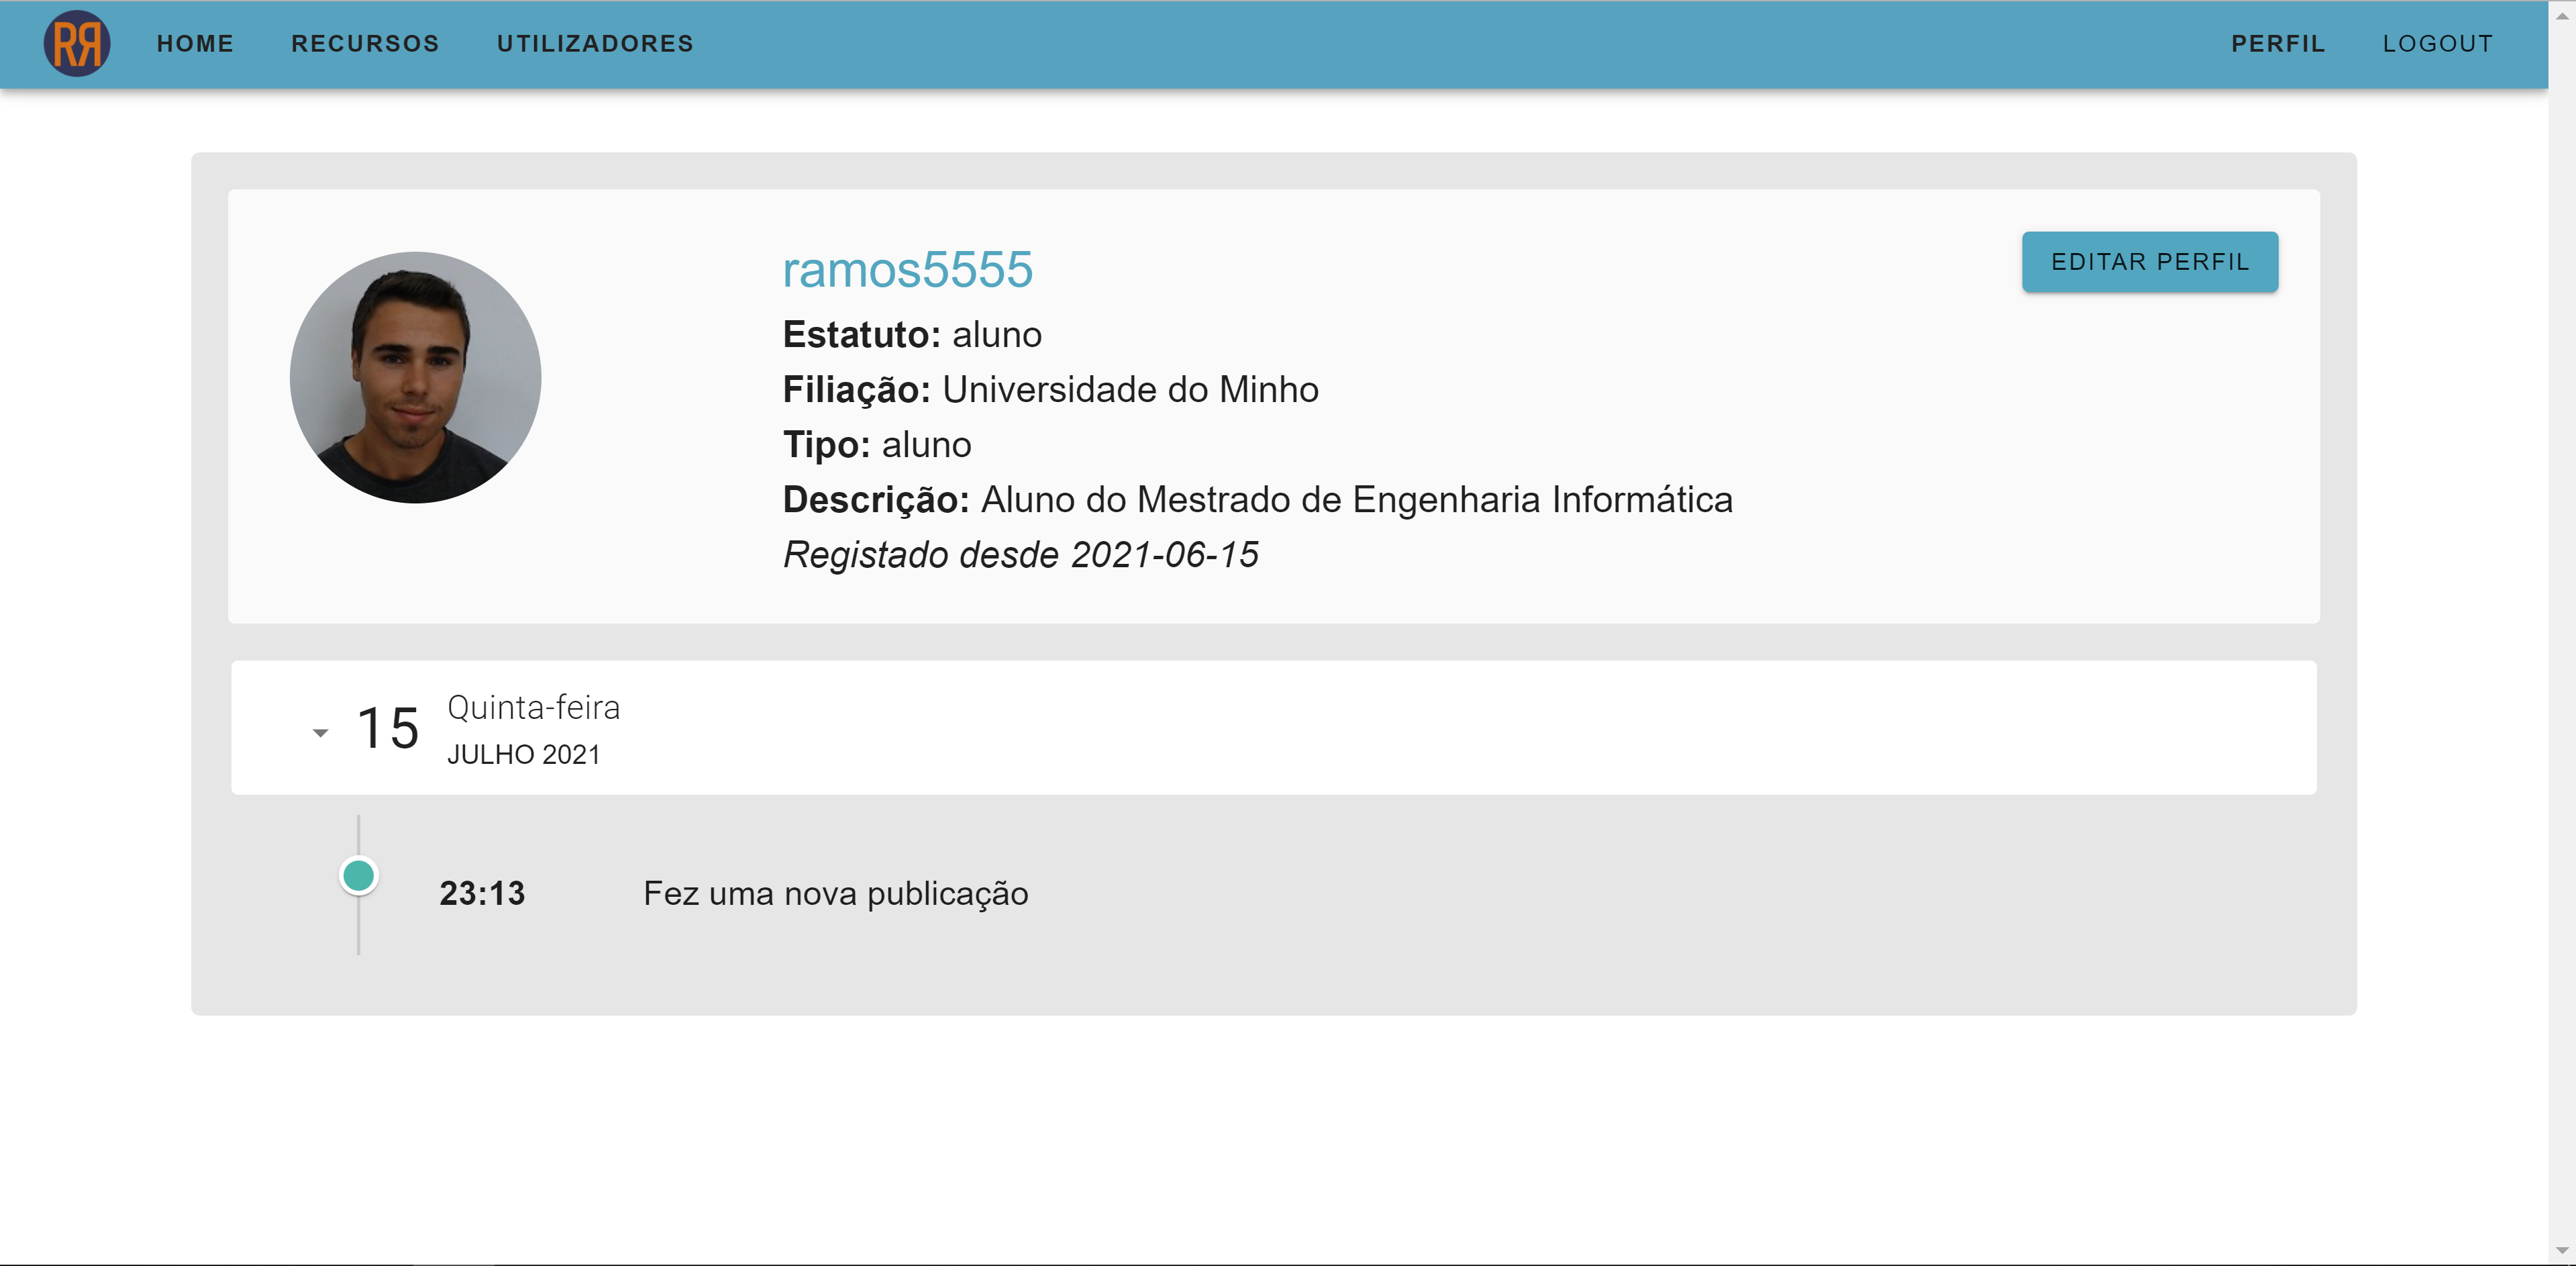 RR
HOME RECURSOS UTILIZADORES PERFIL LOGOUT
ramos5555
EDITAR PERFIL
Estatuto: aluno
Filiação: Universidade do Minho
Tipo: aluno
Descrição: Aluno do Mestrado de Engenharia Informática
Registado desde 2021-06-15
15
Quinta-feira
JULHO 2021
23:13 Fez uma nova publicação